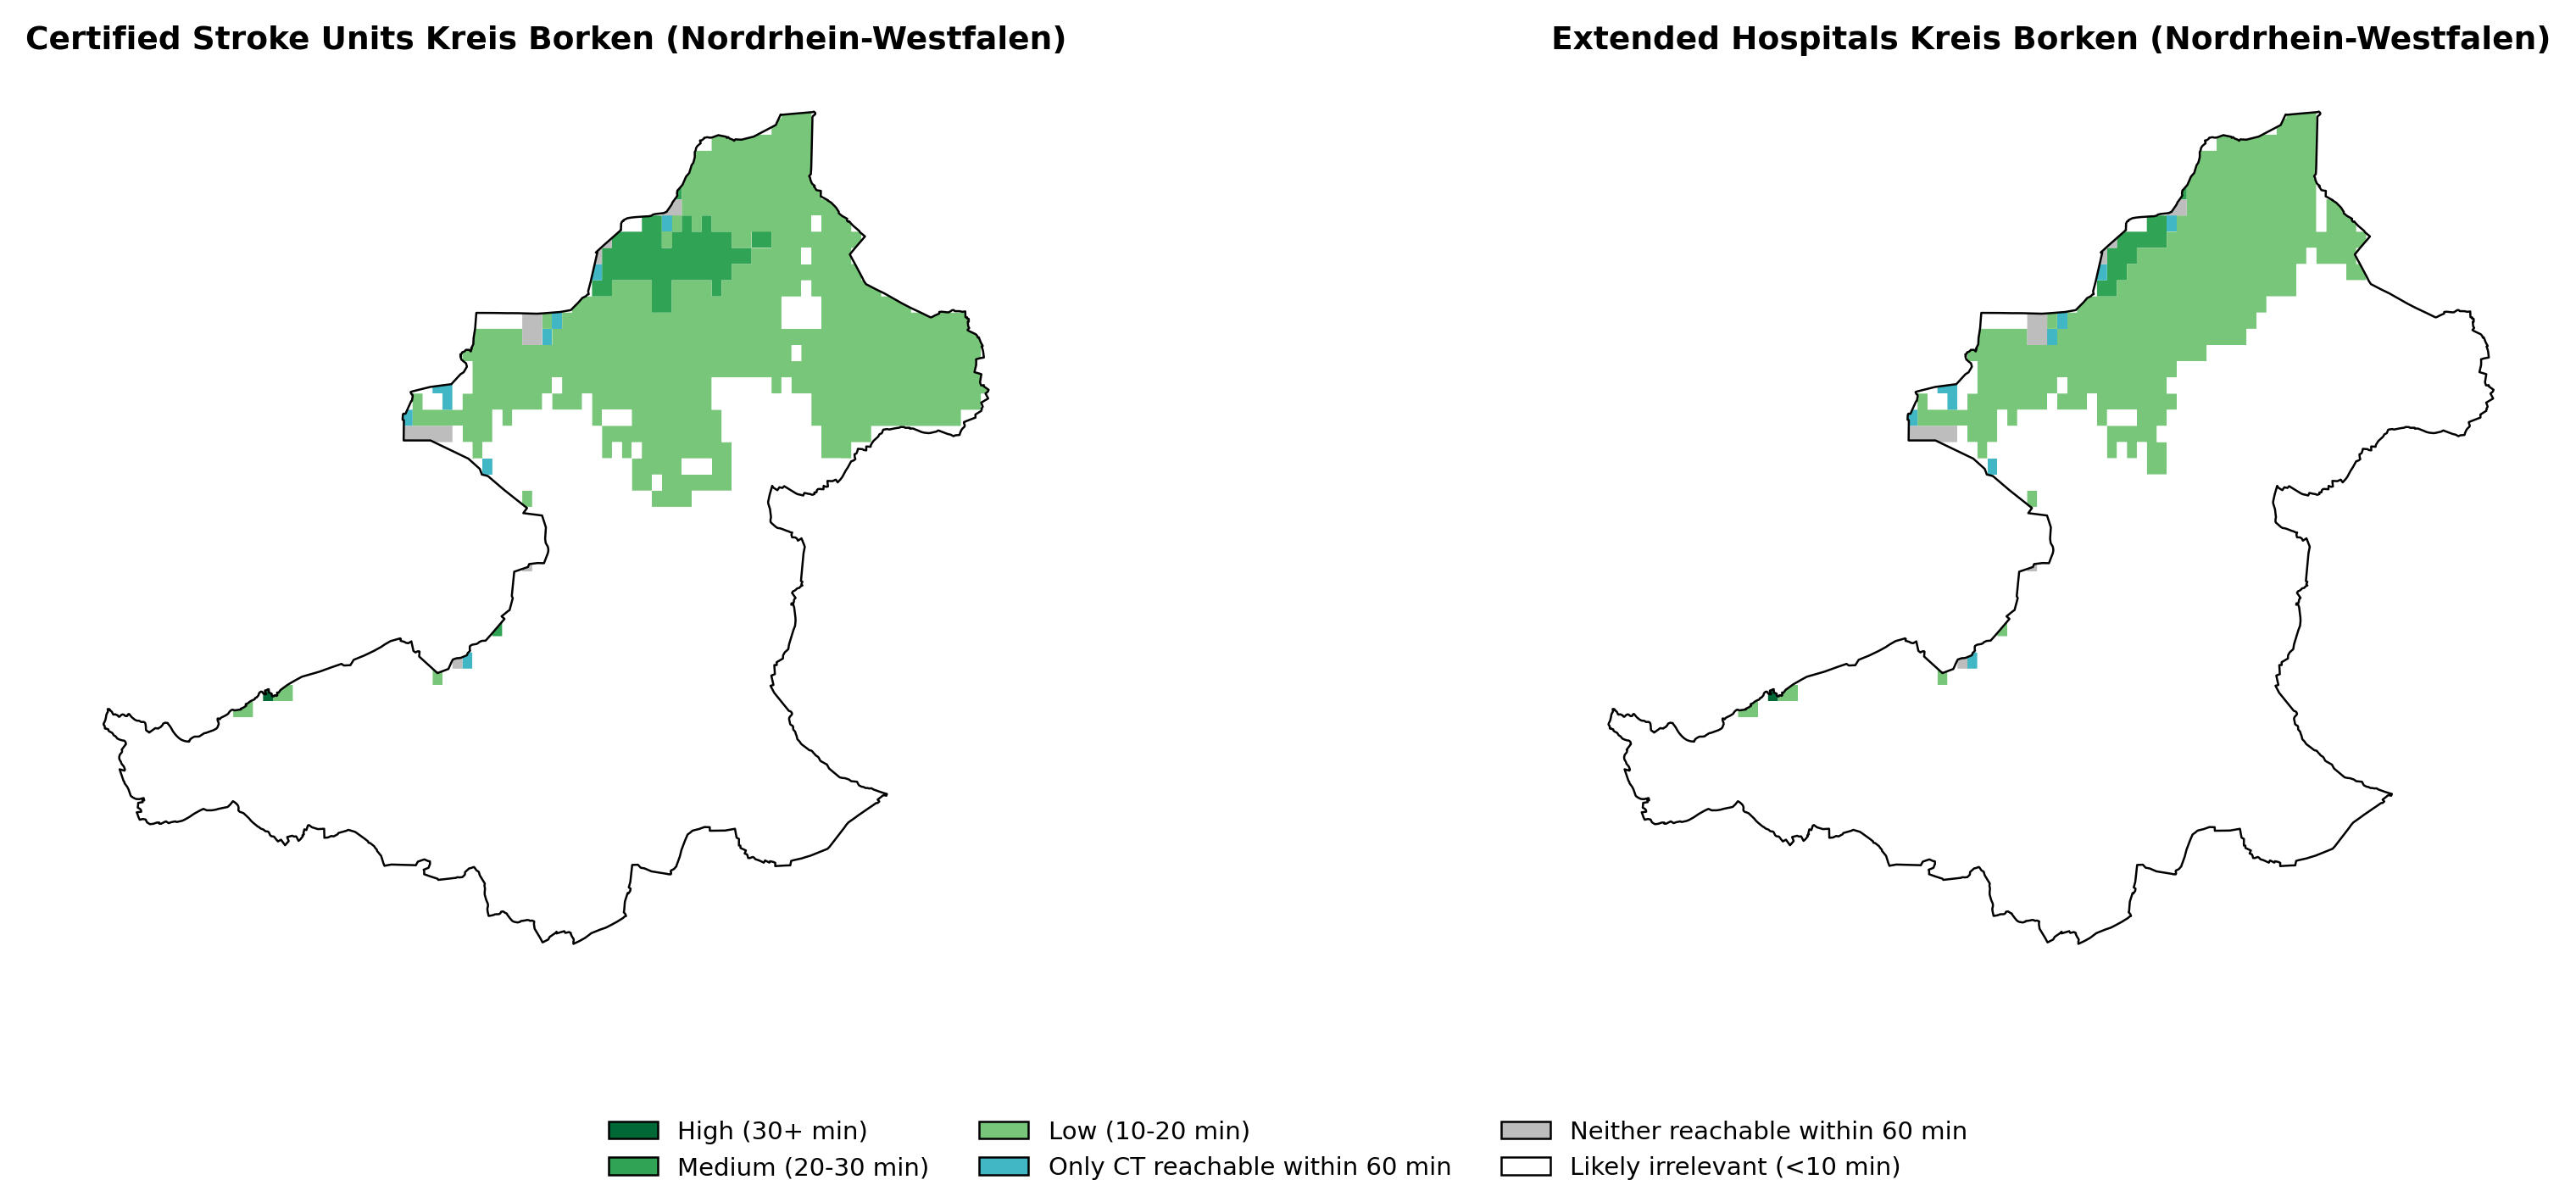 Certified Stroke Units Kreis Borken (Nordrhein-Westfalen)
Extended Hospitals Kreis Borken (Nordrhein-Westfalen)
High (30+ min)
Medium (20-30 min)
Low (10-20 min)
Only CT reachable within 60 min
Neither reachable within 60 min
Likely irrelevant (<10 min)